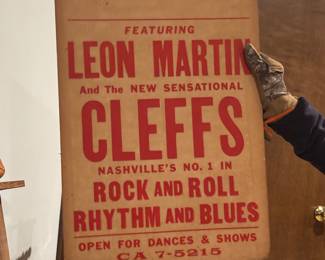 FEATURING
LEON MARTIN
And The NEW SENSATIONAL
CLEFFS
NASHVILLE'S NO. 1 IN
ROCK AND ROLL
RHYTHM AND BLUES
OPEN FOR DANCES & SHOWS
CA 7-5215